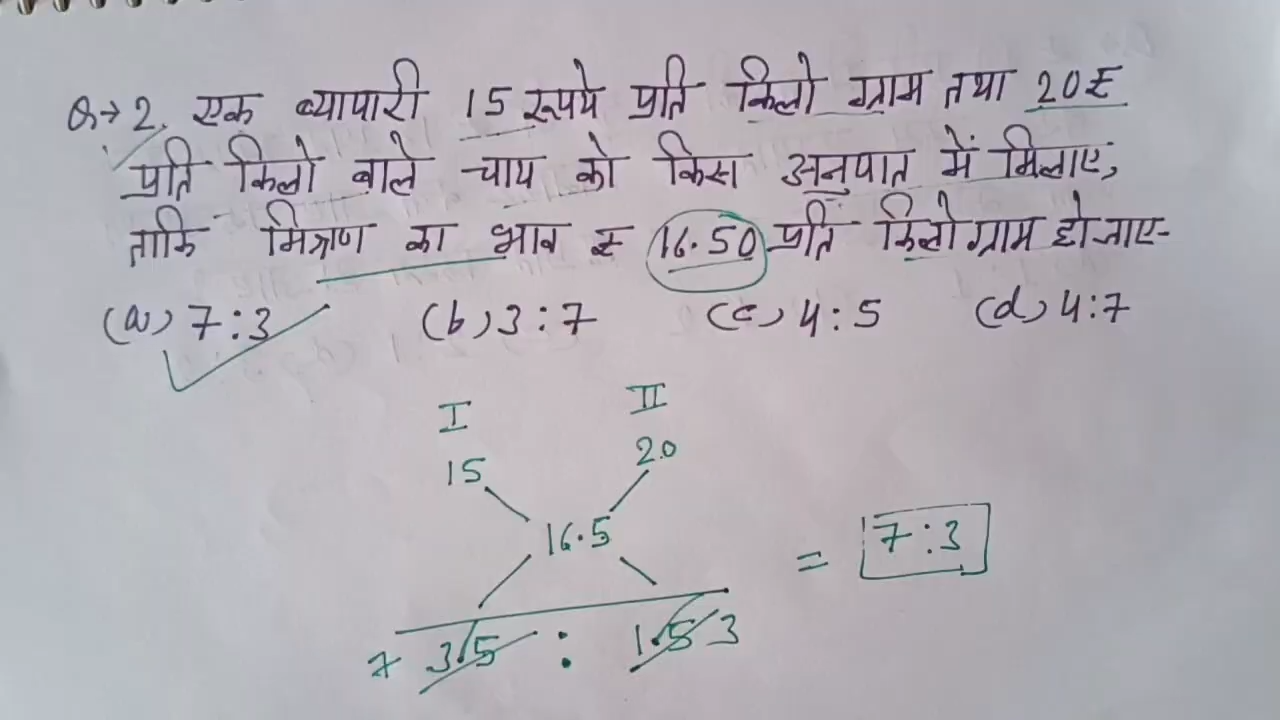 Q→2. एक व्यापारी 15 रूपये प्रति किलो ग्राम तथा 20₹
प्रति किलो वाले चाय को किस अनुपात में मिलाए,
ताकि मिश्रण का भाव ₹ 16.50 प्रति किलोग्राम हो जाए-
(a) 7:3 (b) 3:7 (c) 4:5 (d) 4:7
I II
15 20
16.5
= 7:3
7 3.5 : 1.5 3